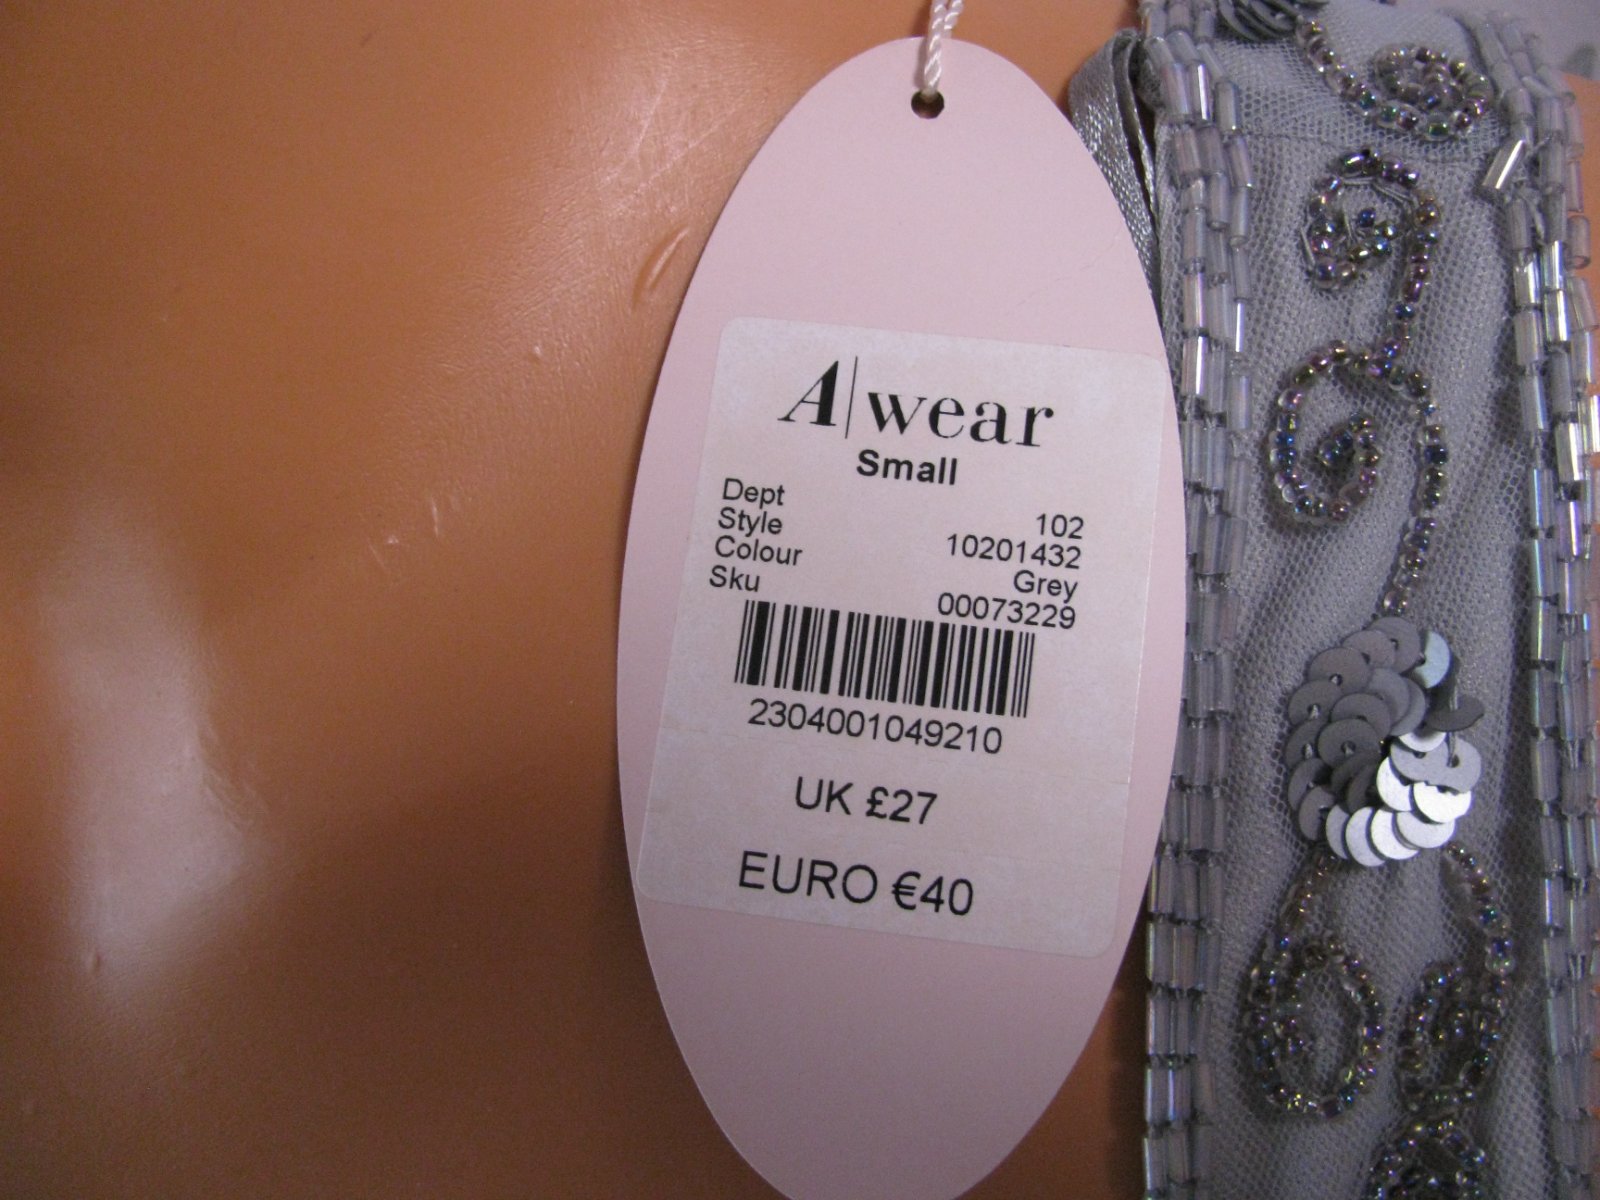 A|wear
Small
Dept 102
Style 10201432
Colour Grey
Sku 00073229
2304001049210
UK £27
EURO €40